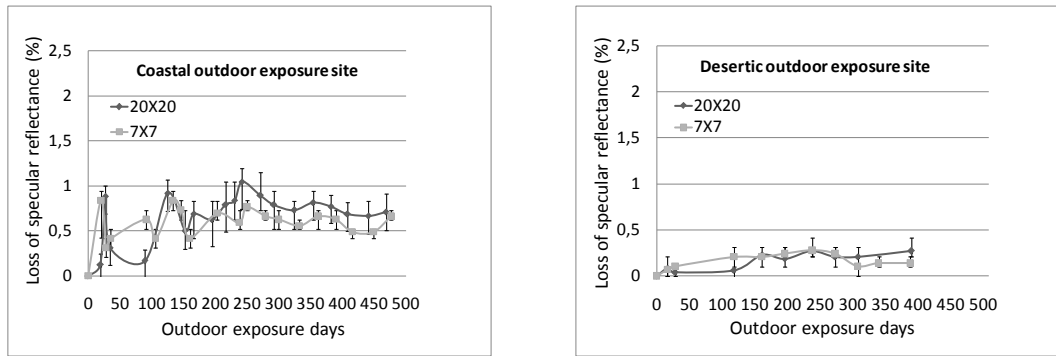 Loss of specular reflectance (%)
2,5
2
1,5
1
0,5
0
Coastal outdoor exposure site
20X20
7X7
0 50 100 150 200 250 300 350 400 450 500
Outdoor exposure days
Loss of specular reflectance (%)
2,5
2
1,5
1
0,5
0
Desertic outdoor exposure site
20X20
7X7
0 50 100 150 200 250 300 350 400 450 500
Outdoor exposure days